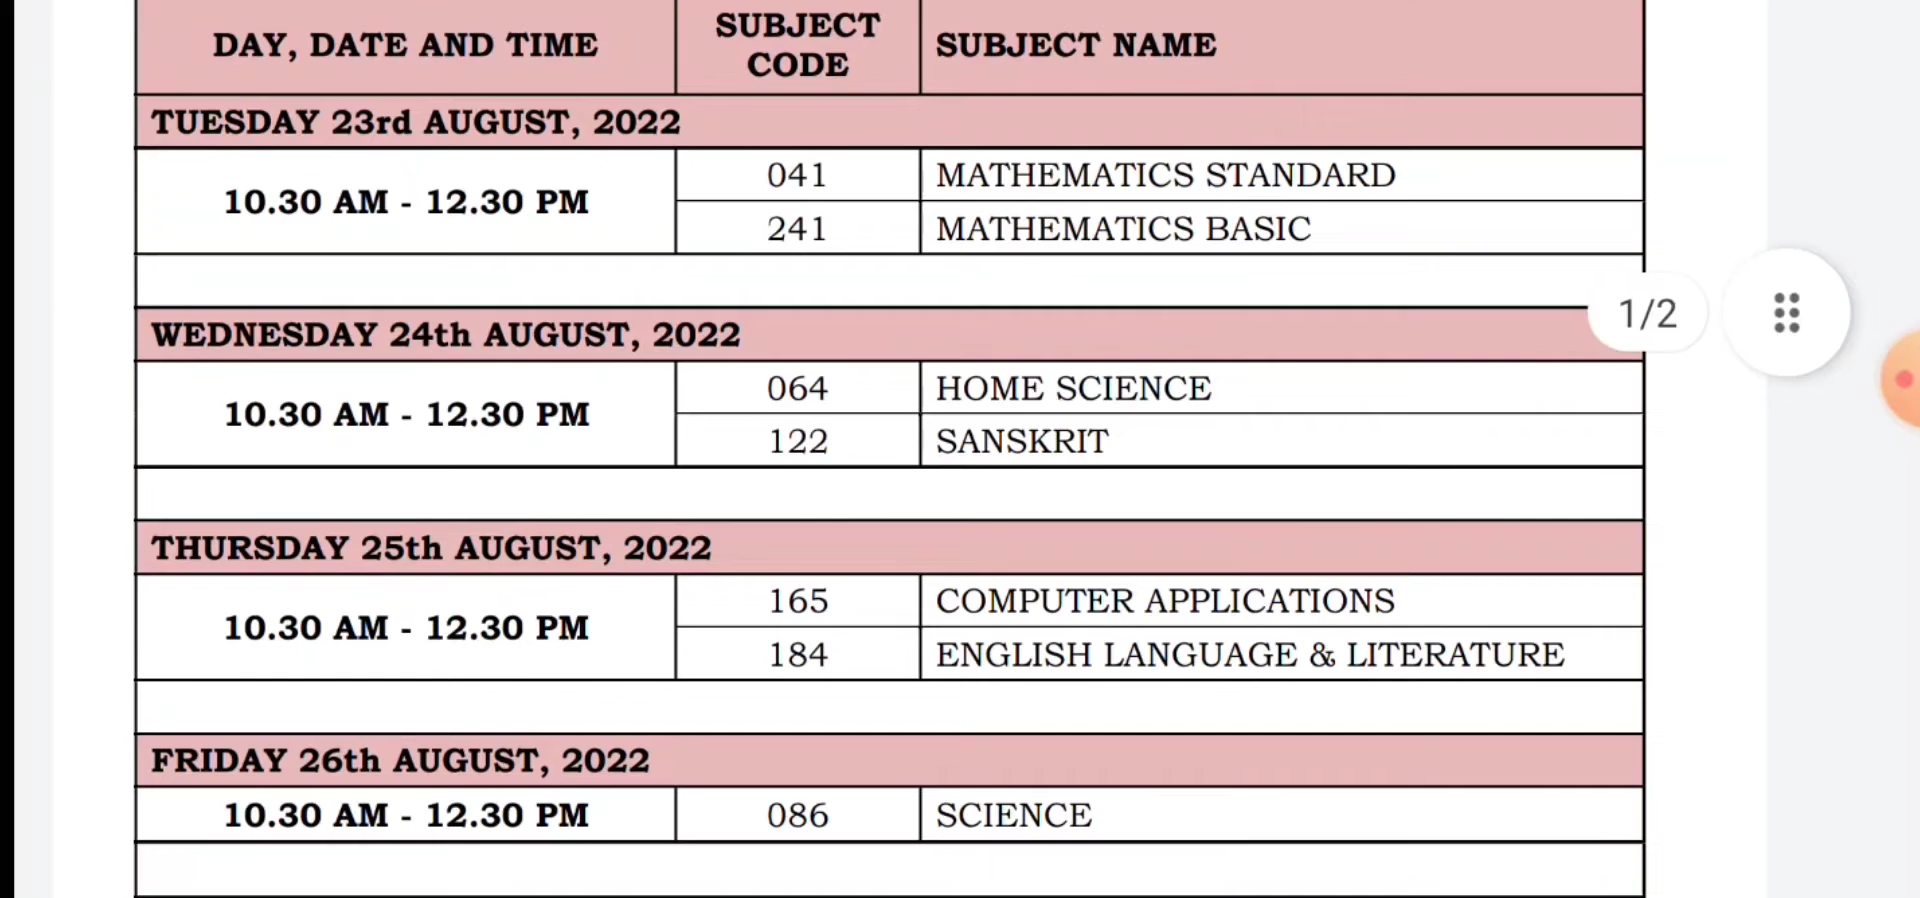 DAY, DATE AND TIME SUBJECT CODE SUBJECT NAME
TUESDAY 23rd AUGUST, 2022
10.30 AM - 12.30 PM
041 MATHEMATICS STANDARD
241 MATHEMATICS BASIC
1/2
WEDNESDAY 24th AUGUST, 2022
10.30 AM - 12.30 PM
064 HOME SCIENCE
122 SANSKRIT
THURSDAY 25th AUGUST, 2022
10.30 AM - 12.30 PM
165 COMPUTER APPLICATIONS
184 ENGLISH LANGUAGE & LITERATURE
FRIDAY 26th AUGUST, 2022
10.30 AM - 12.30 PM 086 SCIENCE